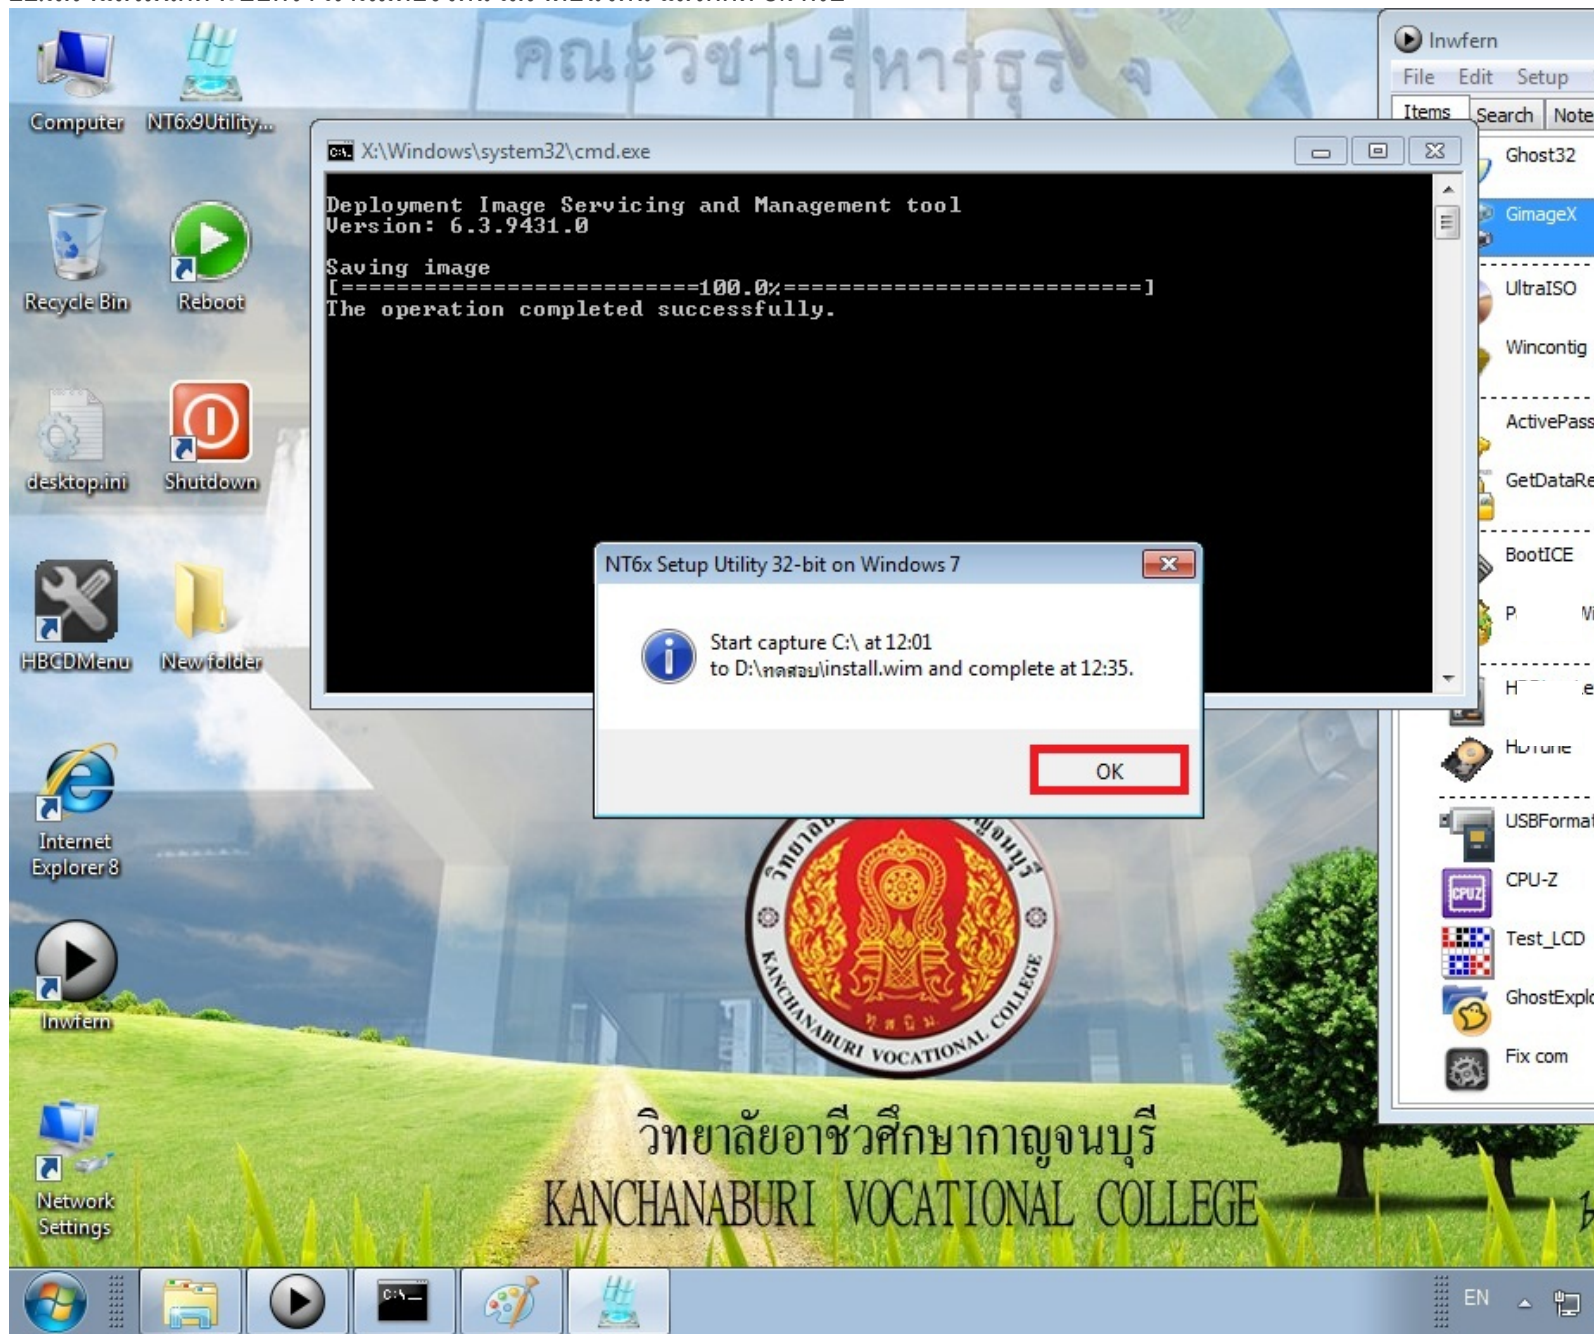 คณะวิชาบริหารธุร จ
Computer
NT6x9Utility...
Recycle Bin
Reboot
desktop.ini
Shutdown
HBCDMenu
New folder
Internet
Explorer 8
Inwfern
Network
Settings
X:\Windows\system32\cmd.exe
Deployment Image Servicing and Management tool
Version: 6.3.9431.0
Saving image
[==========================100.0%==========================]
The operation completed successfully.
NT6x Setup Utility 32-bit on Windows 7
Start capture C:\ at 12:01
to D:\ทดสอบ\install.wim and complete at 12:35.
OK
Inwfern
File Edit Setup
Items Search Note
Ghost32
GimageX
UltraISO
Wincontig
ActivePass
GetDataRe
BootICE
HDTune
USBFormat
CPU-Z
Test_LCD
GhostExplo
Fix com
KANCHANABURI VOCATIONAL COLLEGE
วิทยาลัยอาชีวศึกษากาญจนบุรี
KANCHANABURI VOCATIONAL COLLEGE
EN